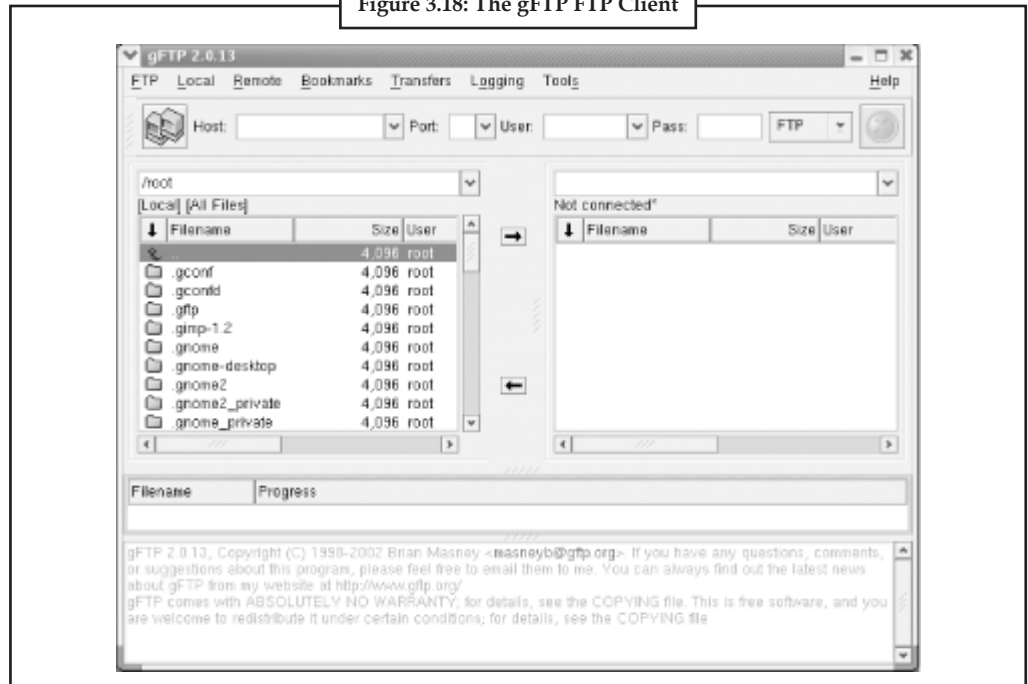 Figure 3.18: The gFTP FTP Client
gFTP 2.0.13
FTP Local Remote Bookmarks Transfers Logging Tools Help
Host: Port: User: Pass: FTP
/root
[Local] [All Files]
Filename Size User
.. 4,096 root
.gconf 4,096 root
.gconfd 4,096 root
.gftp 4,096 root
.gimp-1.2 4,096 root
.gnome 4,096 root
.gnome-desktop 4,096 root
.gnome2 4,096 root
.gnome2_private 4,096 root
.gnome_private 4,096 root
Not connected*
Filename Size User
Filename Progress
gFTP 2.0.13, Copyright (C) 1998-2002 Brian Masney <masneyb@gftp.org>. If you have any questions, comments,
or suggestions about this program, please feel free to email them to me. You can always find out the latest news
about gFTP from my website at http://www.gftp.org/
gFTP comes with ABSOLUTELY NO WARRANTY; for details, see the COPYING file. This is free software, and you
are welcome to redistribute it under certain conditions; for details, see the COPYING file